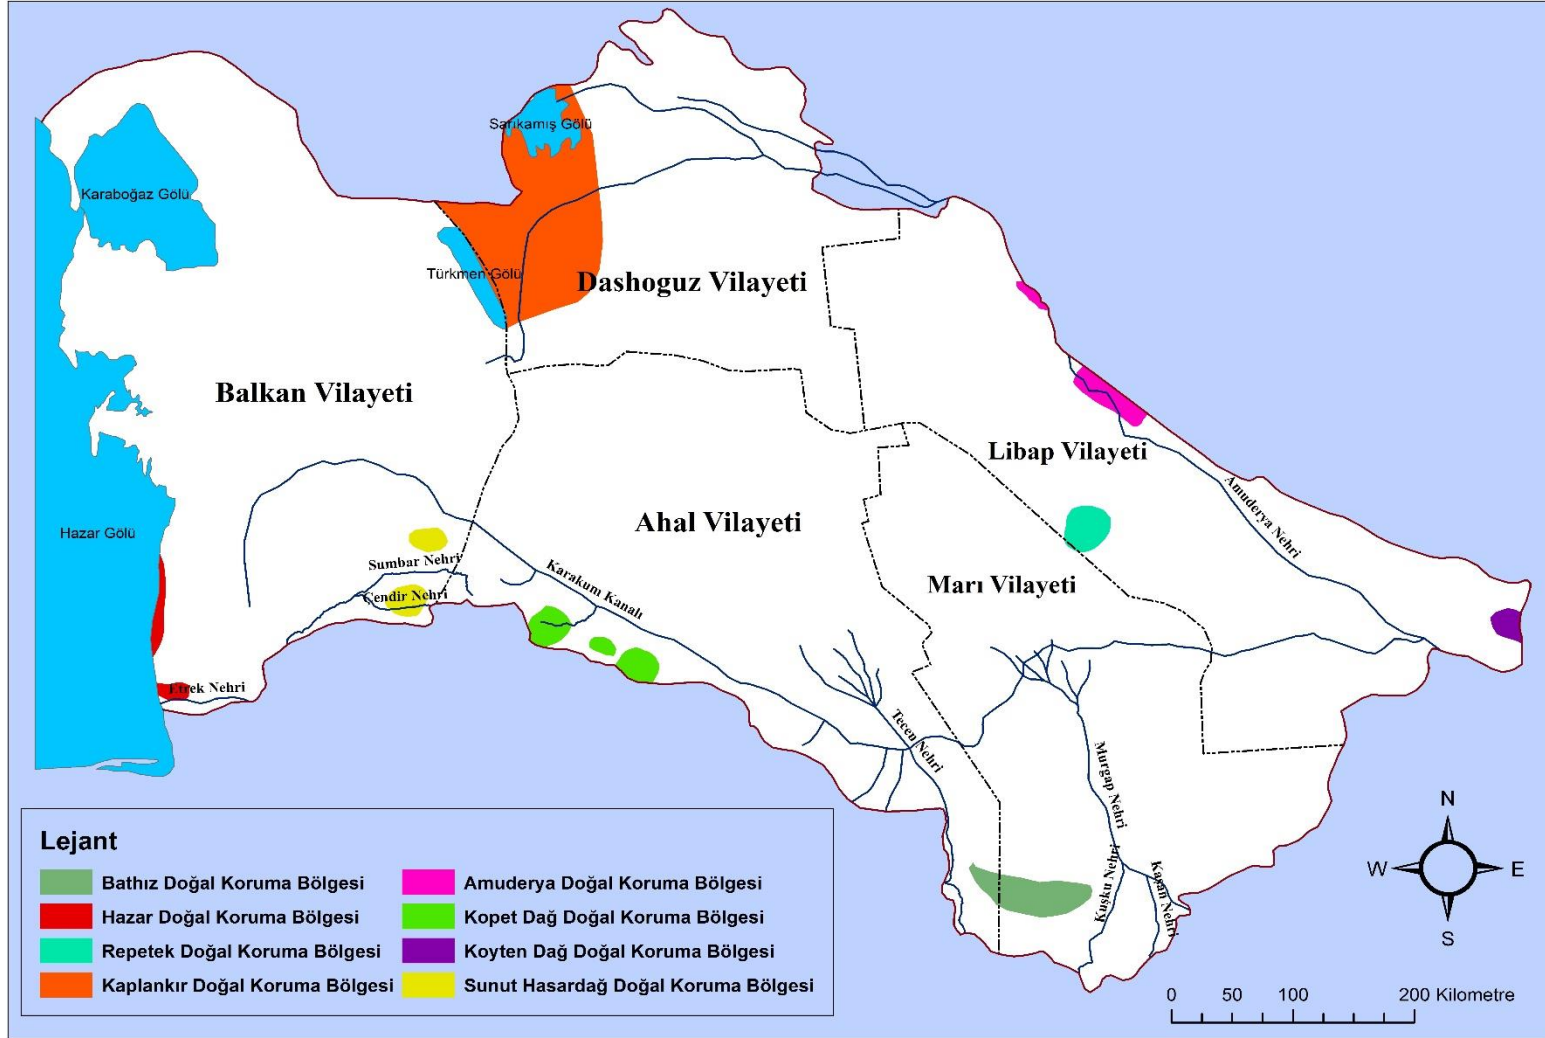 Sarıkamış Gölü
Karaboğaz Gölü
Türkmen Gölü
Dashoguz Vilayeti
Balkan Vilayeti
Libap Vilayeti
Amuderya Nehri
Ahal Vilayeti
Hazar Gölü
Sumbar Nehri
Karakum Kanalı
Marı Vilayeti
Çendir Nehri
Etrek Nehri
Tecen Nehri
Murgap Nehri
Kuşku Nehri
Kaşan Nehri
N
W
E
S
Lejant
Bathız Doğal Koruma Bölgesi
Hazar Doğal Koruma Bölgesi
Repetek Doğal Koruma Bölgesi
Kaplankır Doğal Koruma Bölgesi
Amuderya Doğal Koruma Bölgesi
Kopet Dağ Doğal Koruma Bölgesi
Koyten Dağ Doğal Koruma Bölgesi
Sunut Hasardağ Doğal Koruma Bölgesi
0 50 100 200 Kilometre